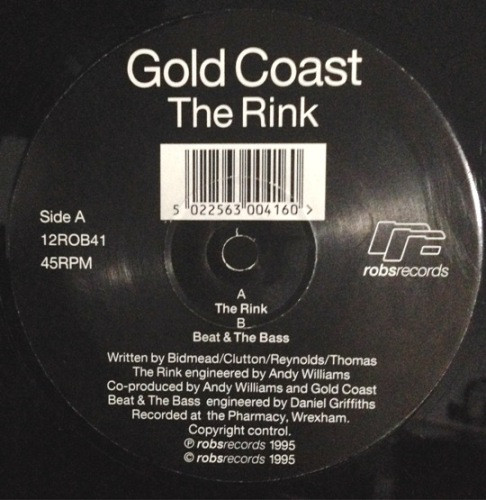 Gold Coast
The Rink
5 022563 004160 >
Side A
12ROB41
45RPM
robsrecords
A
The Rink
B
Beat & The Bass
Written by Bidmead/Clutton/Reynolds/Thomas
The Rink engineered by Andy Williams
Co-produced by Andy Williams and Gold Coast
Beat & The Bass engineered by Daniel Griffiths
Recorded at the Pharmacy, Wrexham.
Copyright control.
℗ robsrecords 1995
© robsrecords 1995